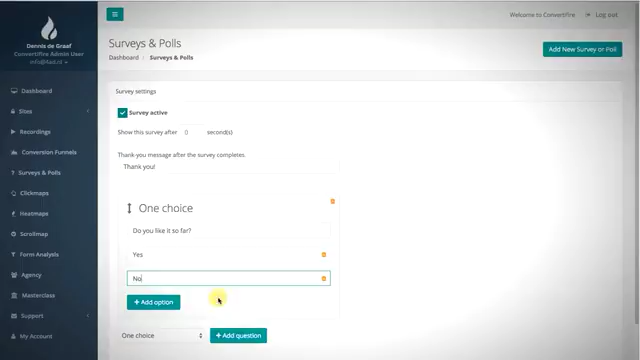 Welcome to Convertifire
Log out
Dannis de Graaf
Convertifire Admin User
Surveys & Polls
Dashboard / Surveys & Polls
Add New Survey or Poll
Dashboard
Sites
Recordings
Conversion Funnels
Surveys & Polls
Clickmaps
Heatmaps
Scrollmap
Form Analysis
Agency
Masterclass
Support
My Account
Survey settings
Survey active
Show this survey after 0 second(s)
Thank-you message after the survey completes
Thank you!
One choice
Do you like it so far?
Yes
No
+ Add option
One choice
+ Add question